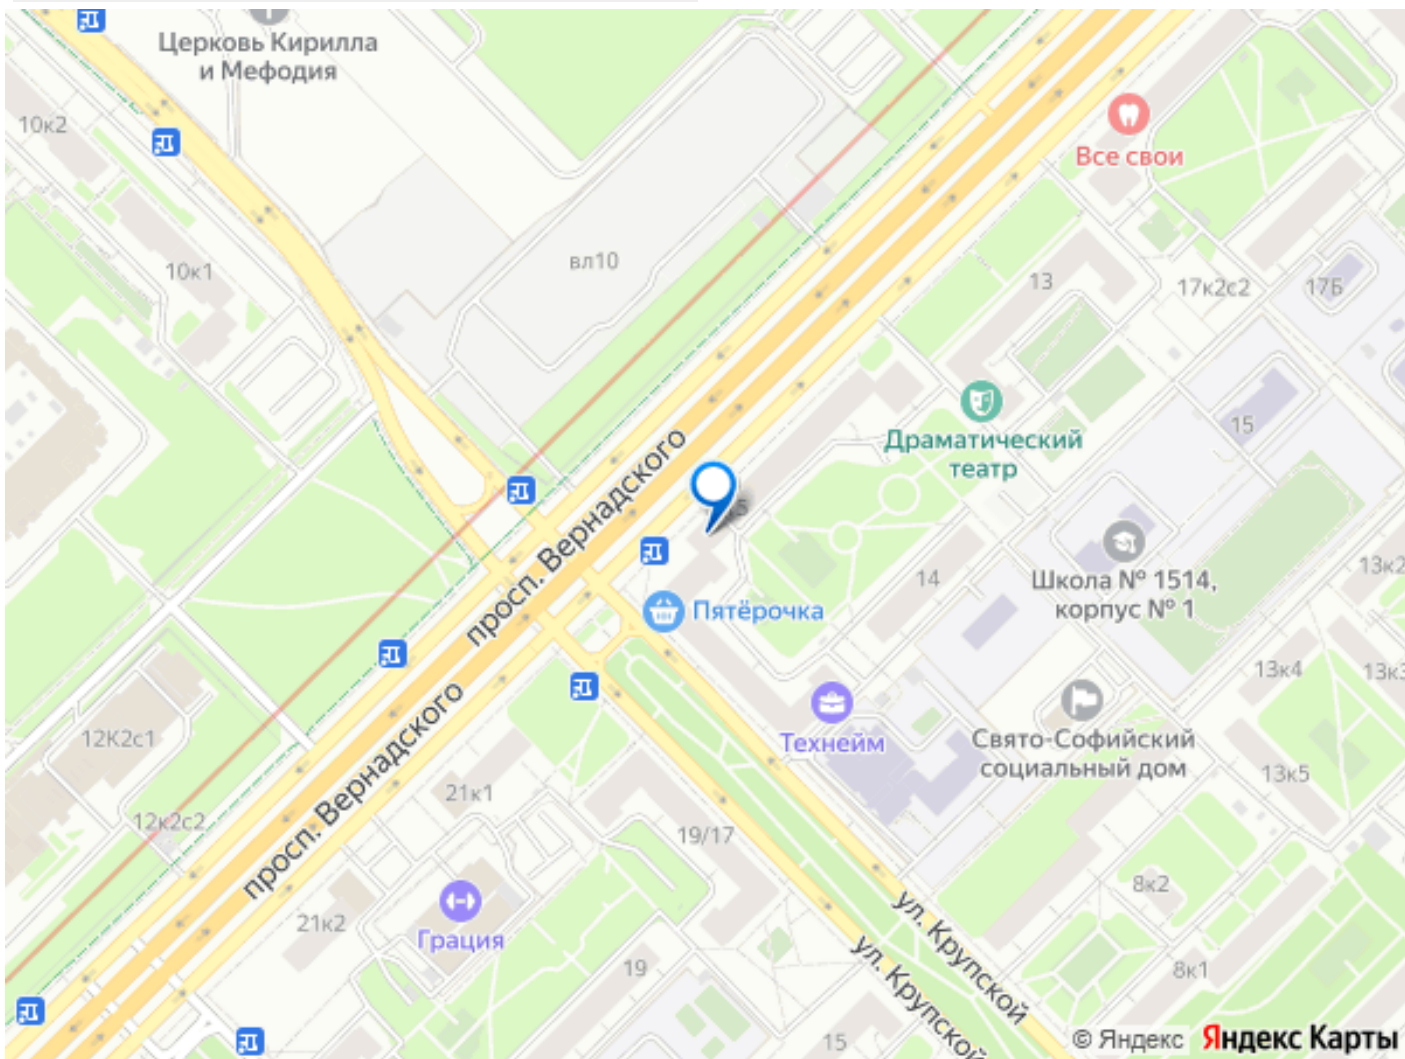 Церковь Кирилла
и Мефодия
10к2
Все свои
10к1
вл10
13
17к2с2
17Б
Драматический
театр
15
просп. Вернадского
Школа № 1514,
корпус № 1
13к2
14
Пятёрочка
13к4
13к3
Технейм
Свято-Софийский
социальный дом
13к5
12К2с1
просп. Вернадского
21к1
12к2с2
19/17
8к2
21к2
Грация
ул. Крупской
ул. Крупской
19
8к1
15
© Яндекс Яндекс Карты